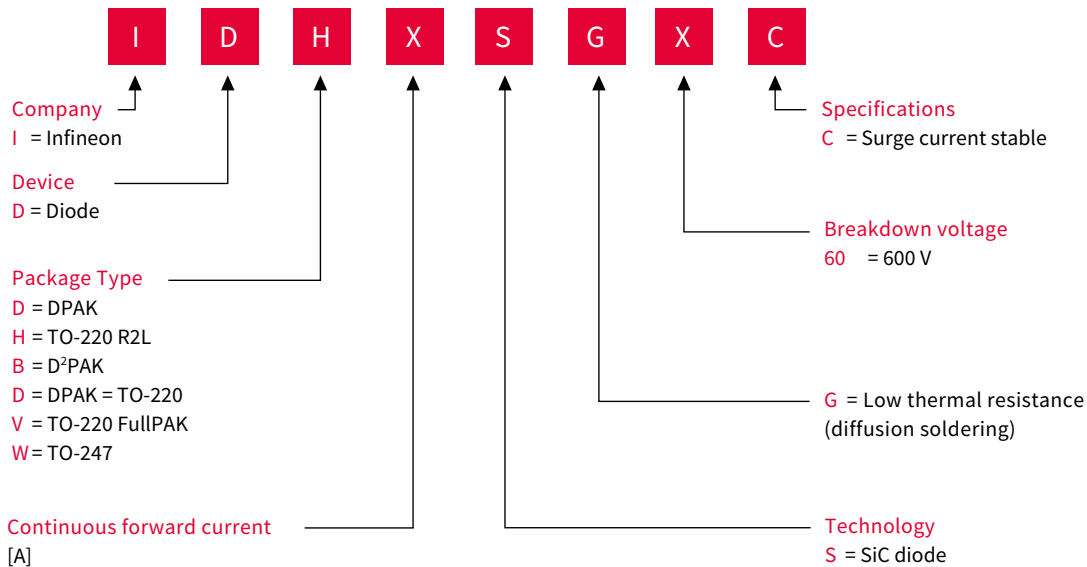 I D H X S G X C
Company
I = Infineon
Device
D = Diode
Package Type
D = DPAK
H = TO-220 R2L
B = D²PAK
D = DPAK = TO-220
V = TO-220 FullPAK
W = TO-247
Continuous forward current
[A]
Specifications
C = Surge current stable
Breakdown voltage
60 = 600 V
G = Low thermal resistance
(diffusion soldering)
Technology
S = SiC diode